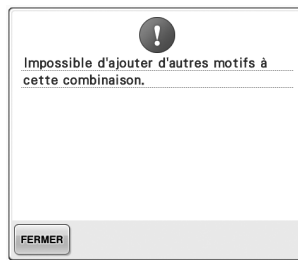 Impossible d'ajouter d'autres motifs à
cette combinaison.
FERMER